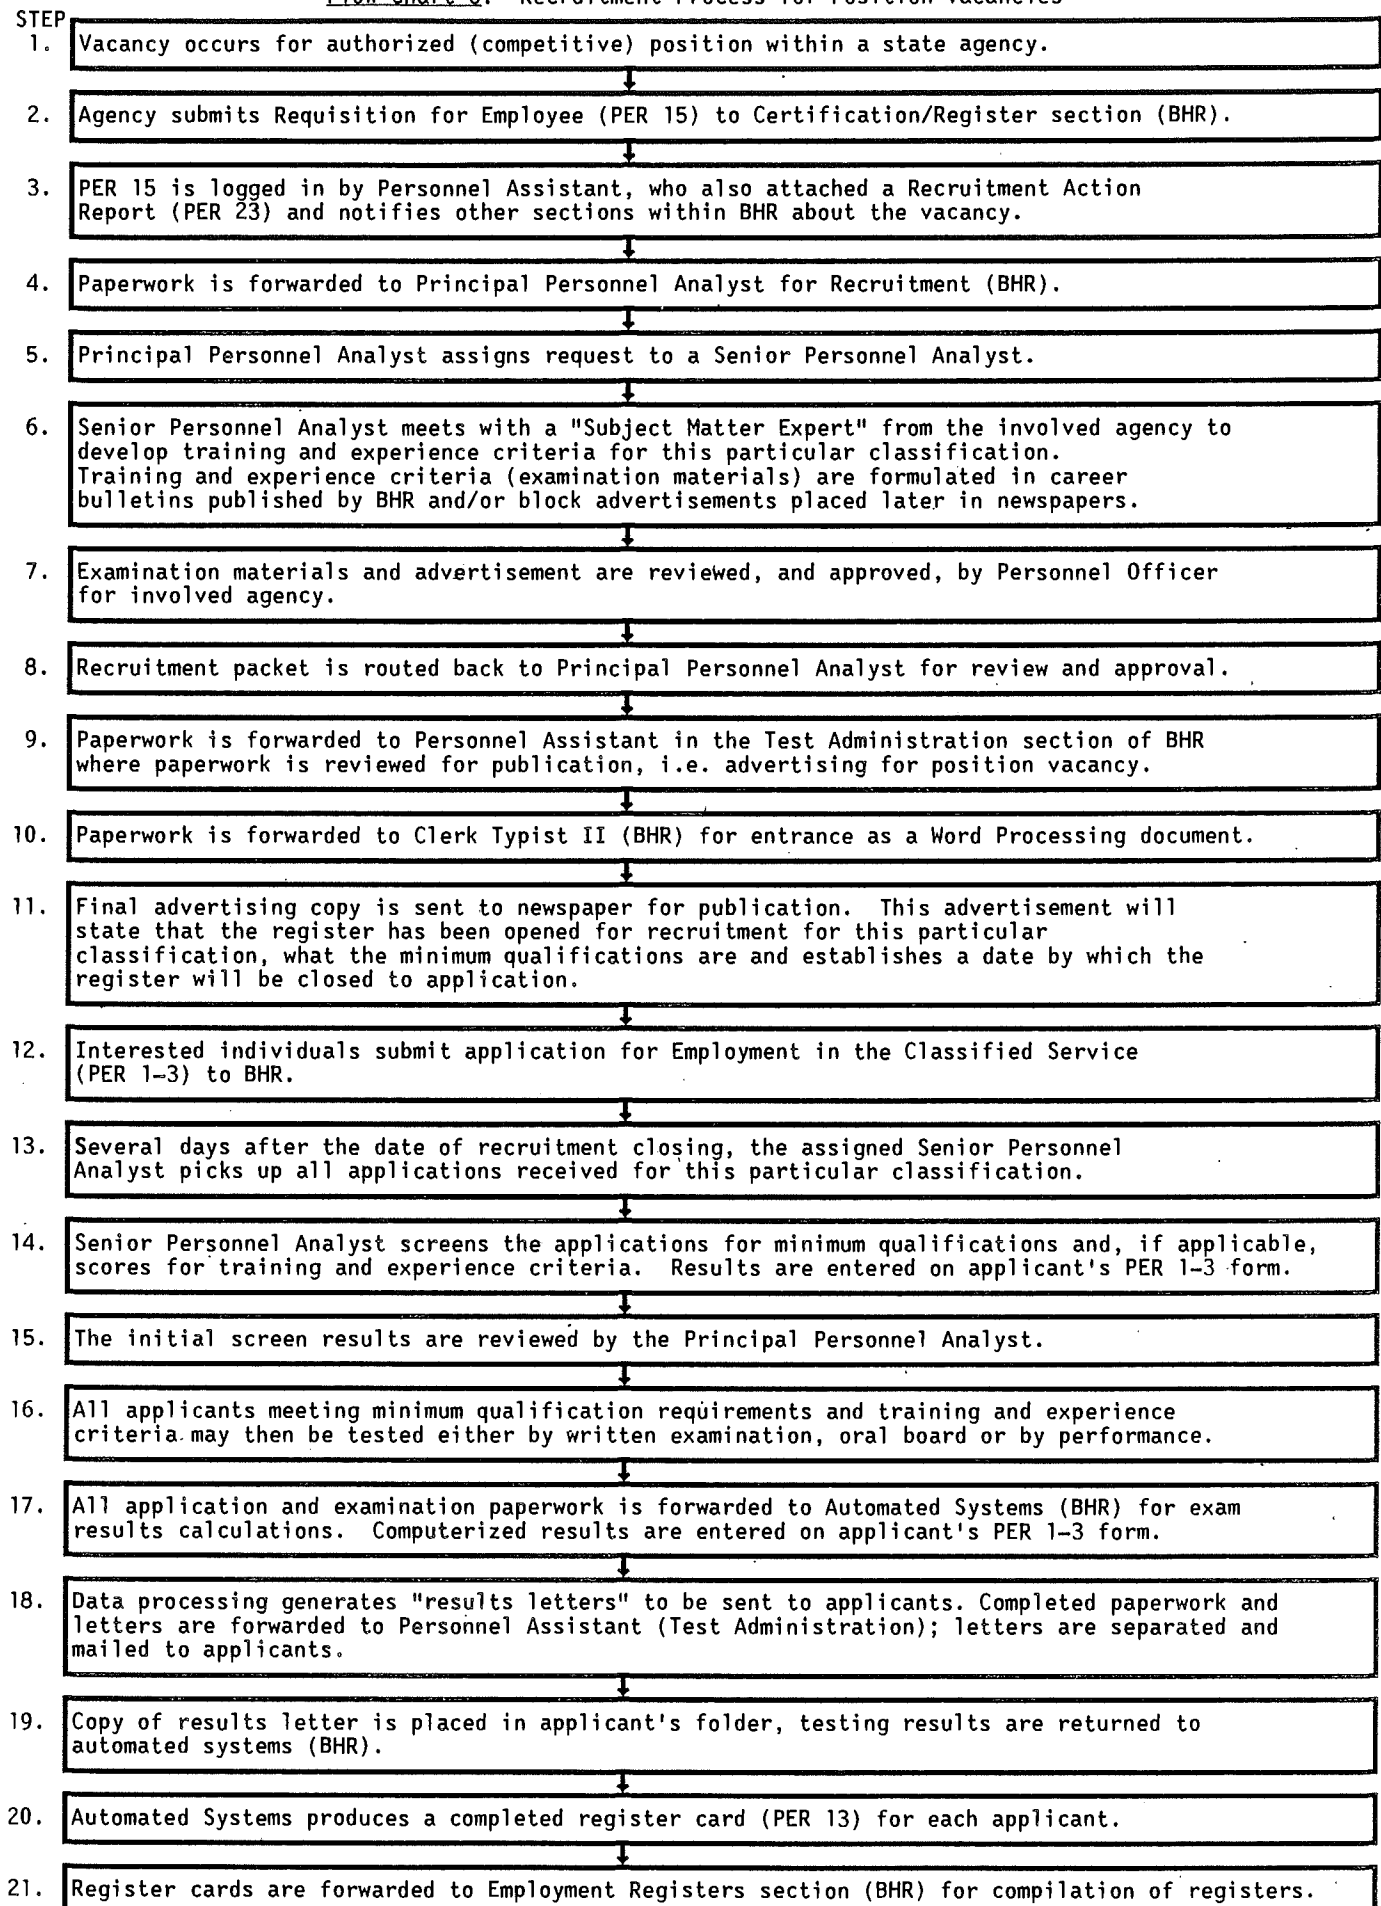 Recruitment Process for Position Vacancies
STEP
1. Vacancy occurs for authorized (competitive) position within a state agency.
2. Agency submits Requisition for Employee (PER 15) to Certification/Register section (BHR).
3. PER 15 is logged in by Personnel Assistant, who also attached a Recruitment Action
Report (PER 23) and notifies other sections within BHR about the vacancy.
4. Paperwork is forwarded to Principal Personnel Analyst for Recruitment (BHR).
5. Principal Personnel Analyst assigns request to a Senior Personnel Analyst.
6. Senior Personnel Analyst meets with a "Subject Matter Expert" from the involved agency to
develop training and experience criteria for this particular classification.
Training and experience criteria (examination materials) are formulated in career
bulletins published by BHR and/or block advertisements placed later in newspapers.
7. Examination materials and advertisement are reviewed, and approved, by Personnel Officer
for involved agency.
8. Recruitment packet is routed back to Principal Personnel Analyst for review and approval.
9. Paperwork is forwarded to Personnel Assistant in the Test Administration section of BHR
where paperwork is reviewed for publication, i.e. advertising for position vacancy.
10. Paperwork is forwarded to Clerk Typist II (BHR) for entrance as a Word Processing document.
11. Final advertising copy is sent to newspaper for publication. This advertisement will
state that the register has been opened for recruitment for this particular
classification, what the minimum qualifications are and establishes a date by which the
register will be closed to application.
12. Interested individuals submit application for Employment in the Classified Service
(PER 1-3) to BHR.
13. Several days after the date of recruitment closing, the assigned Senior Personnel
Analyst picks up all applications received for this particular classification.
14. Senior Personnel Analyst screens the applications for minimum qualifications and, if applicable,
scores for training and experience criteria. Results are entered on applicant's PER 1-3 form.
15. The initial screen results are reviewed by the Principal Personnel Analyst.
16. All applicants meeting minimum qualification requirements and training and experience
criteria may then be tested either by written examination, oral board or by performance.
17. All application and examination paperwork is forwarded to Automated Systems (BHR) for exam
results calculations. Computerized results are entered on applicant's PER 1-3 form.
18. Data processing generates "results letters" to be sent to applicants. Completed paperwork and
letters are forwarded to Personnel Assistant (Test Administration); letters are separated and
mailed to applicants.
19. Copy of results letter is placed in applicant's folder, testing results are returned to
automated systems (BHR).
20. Automated Systems produces a completed register card (PER 13) for each applicant.
21. Register cards are forwarded to Employment Registers section (BHR) for compilation of registers.